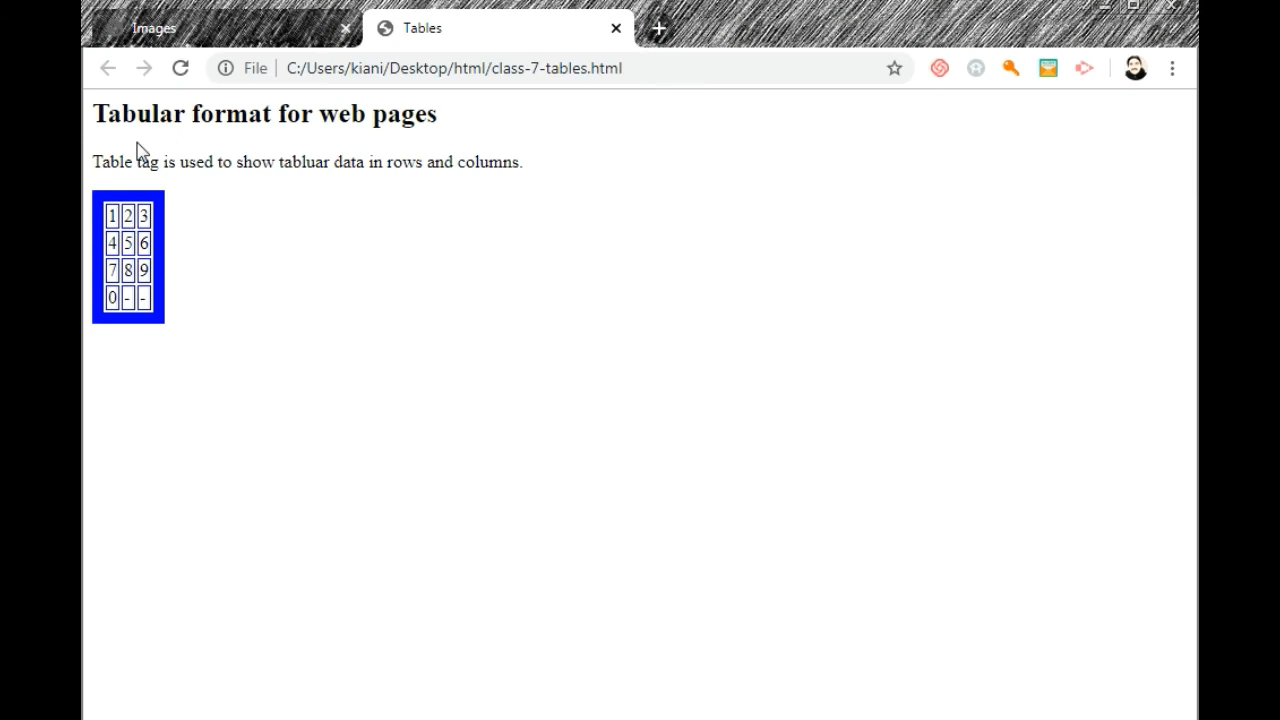 Images
Tables
File C:/Users/kiani/Desktop/html/class-7-tables.html
Tabular format for web pages
Table tag is used to show tabluar data in rows and columns.
1 2 3
4 5 6
7 8 9
0 - -